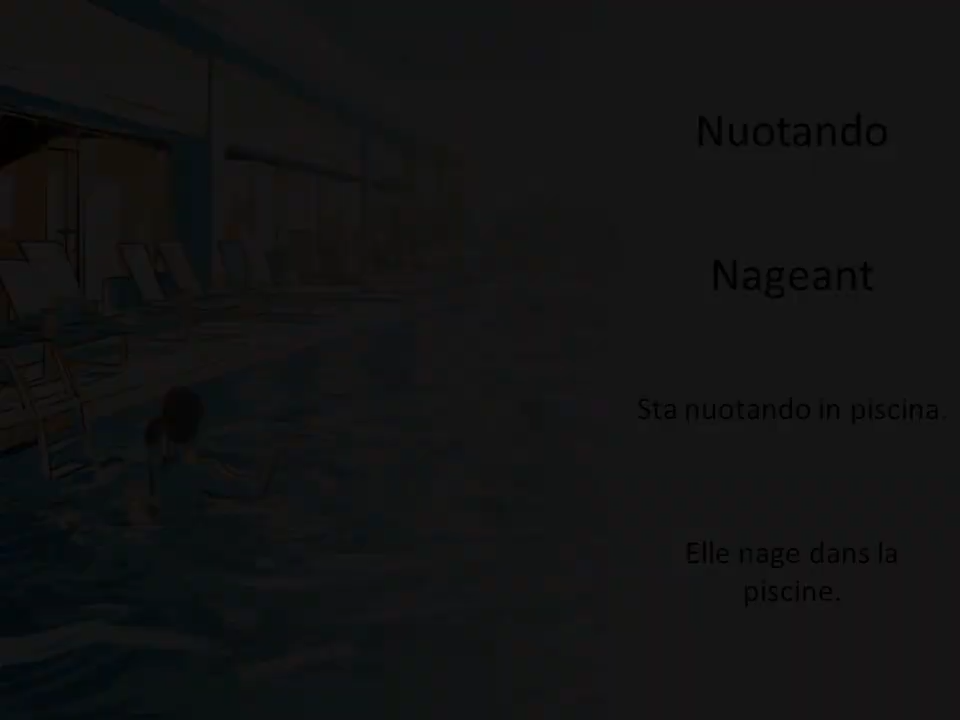 Nuotando
Nageant
Sta nuotando in piscina.
Elle nage dans la
piscine.